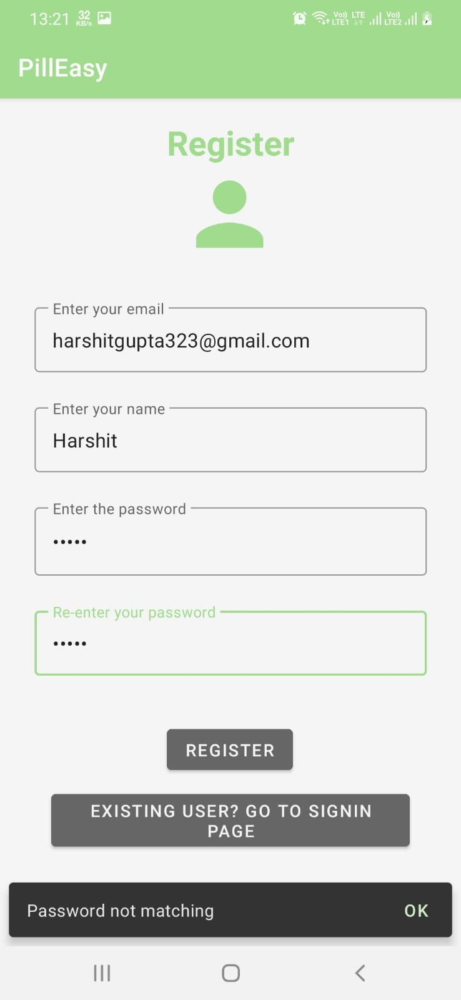 13:21 32 KB/s Vo) LTE1 LTE Vo) LTE2
PillEasy
Register
Enter your email
harshitgupta323@gmail.com
Enter your name
Harshit
Enter the password
•••••
Re-enter your password
•••••
REGISTER
EXISTING USER? GO TO SIGNIN
PAGE
Password not matching OK